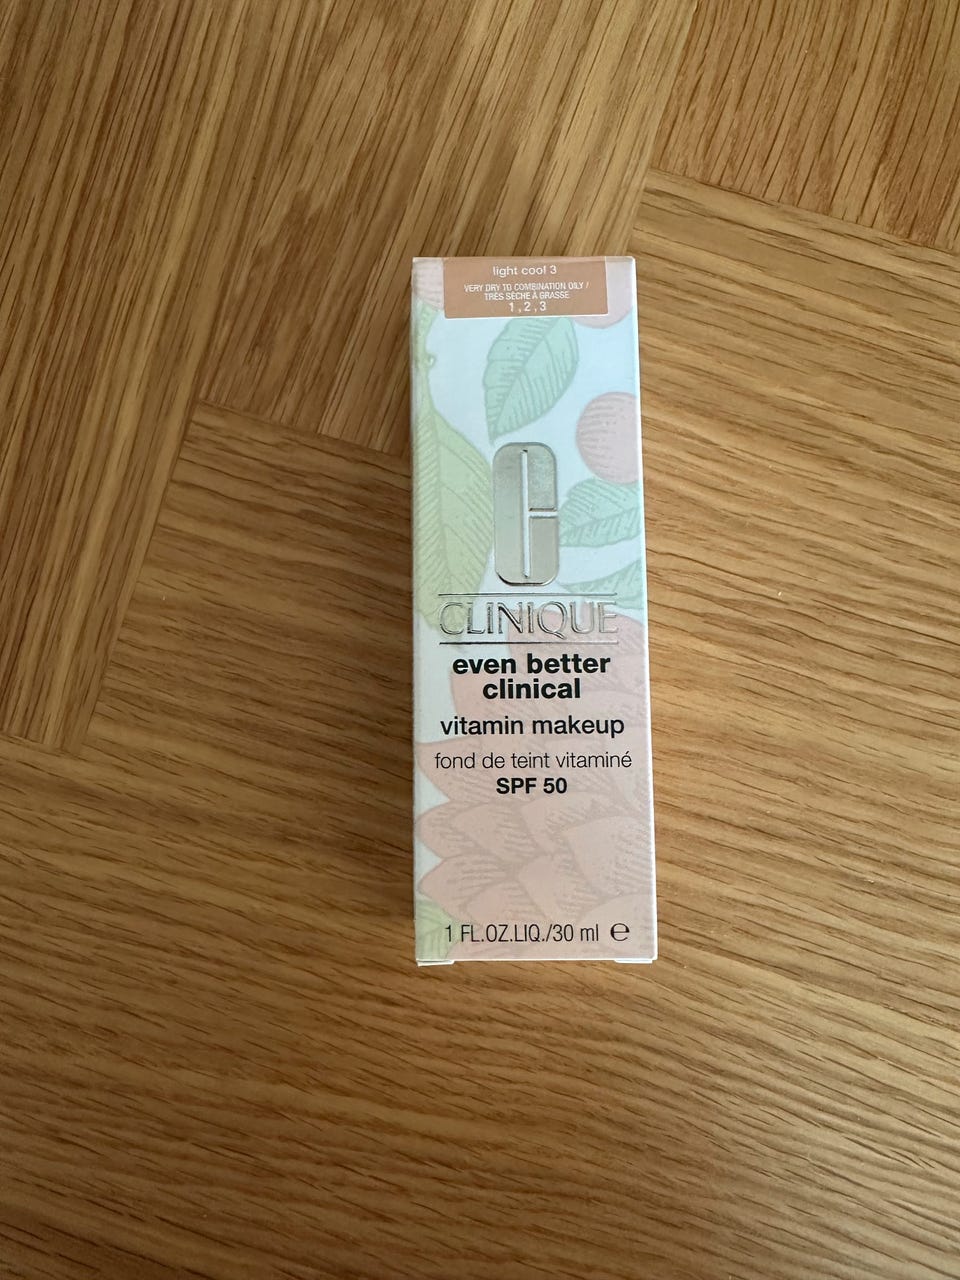 light cool 3
VERY DRY TO COMBINATION OILY /
TRÈS SÈCHE À GRASSE
1 , 2 , 3
CLINIQUE
even better
clinical
vitamin makeup
fond de teint vitaminé
SPF 50
1 FL.OZ.LIQ./30 ml ℮